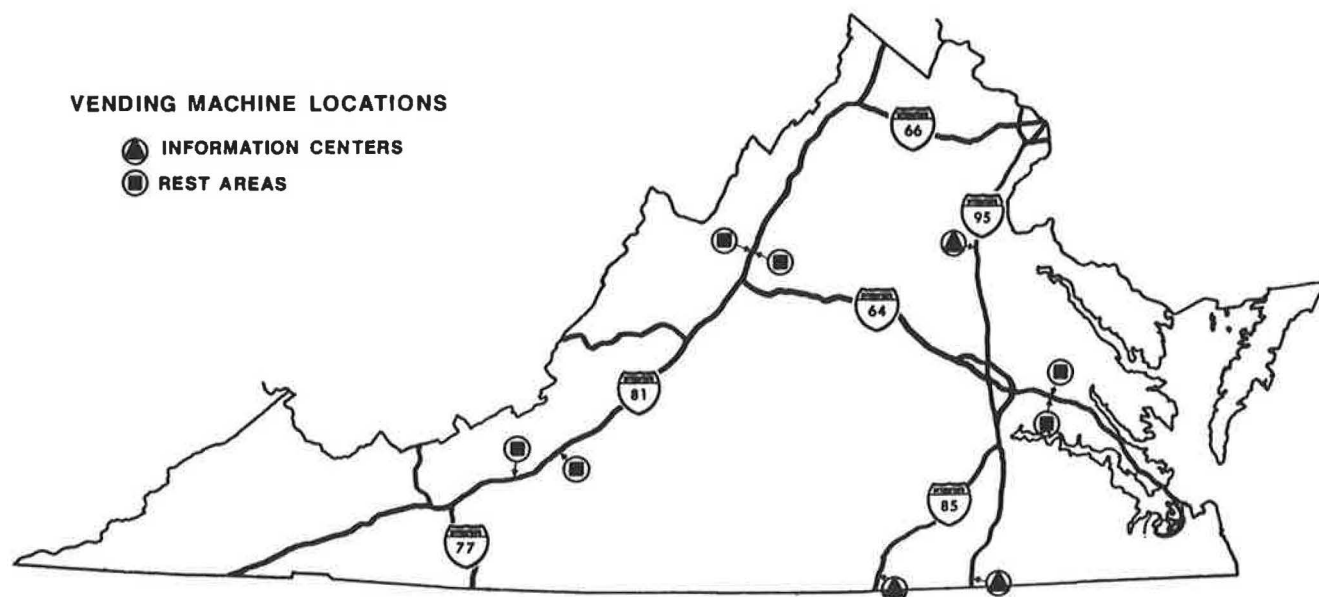 VENDING MACHINE LOCATIONS
INFORMATION CENTERS
REST AREAS
66
95
64
81
85
77